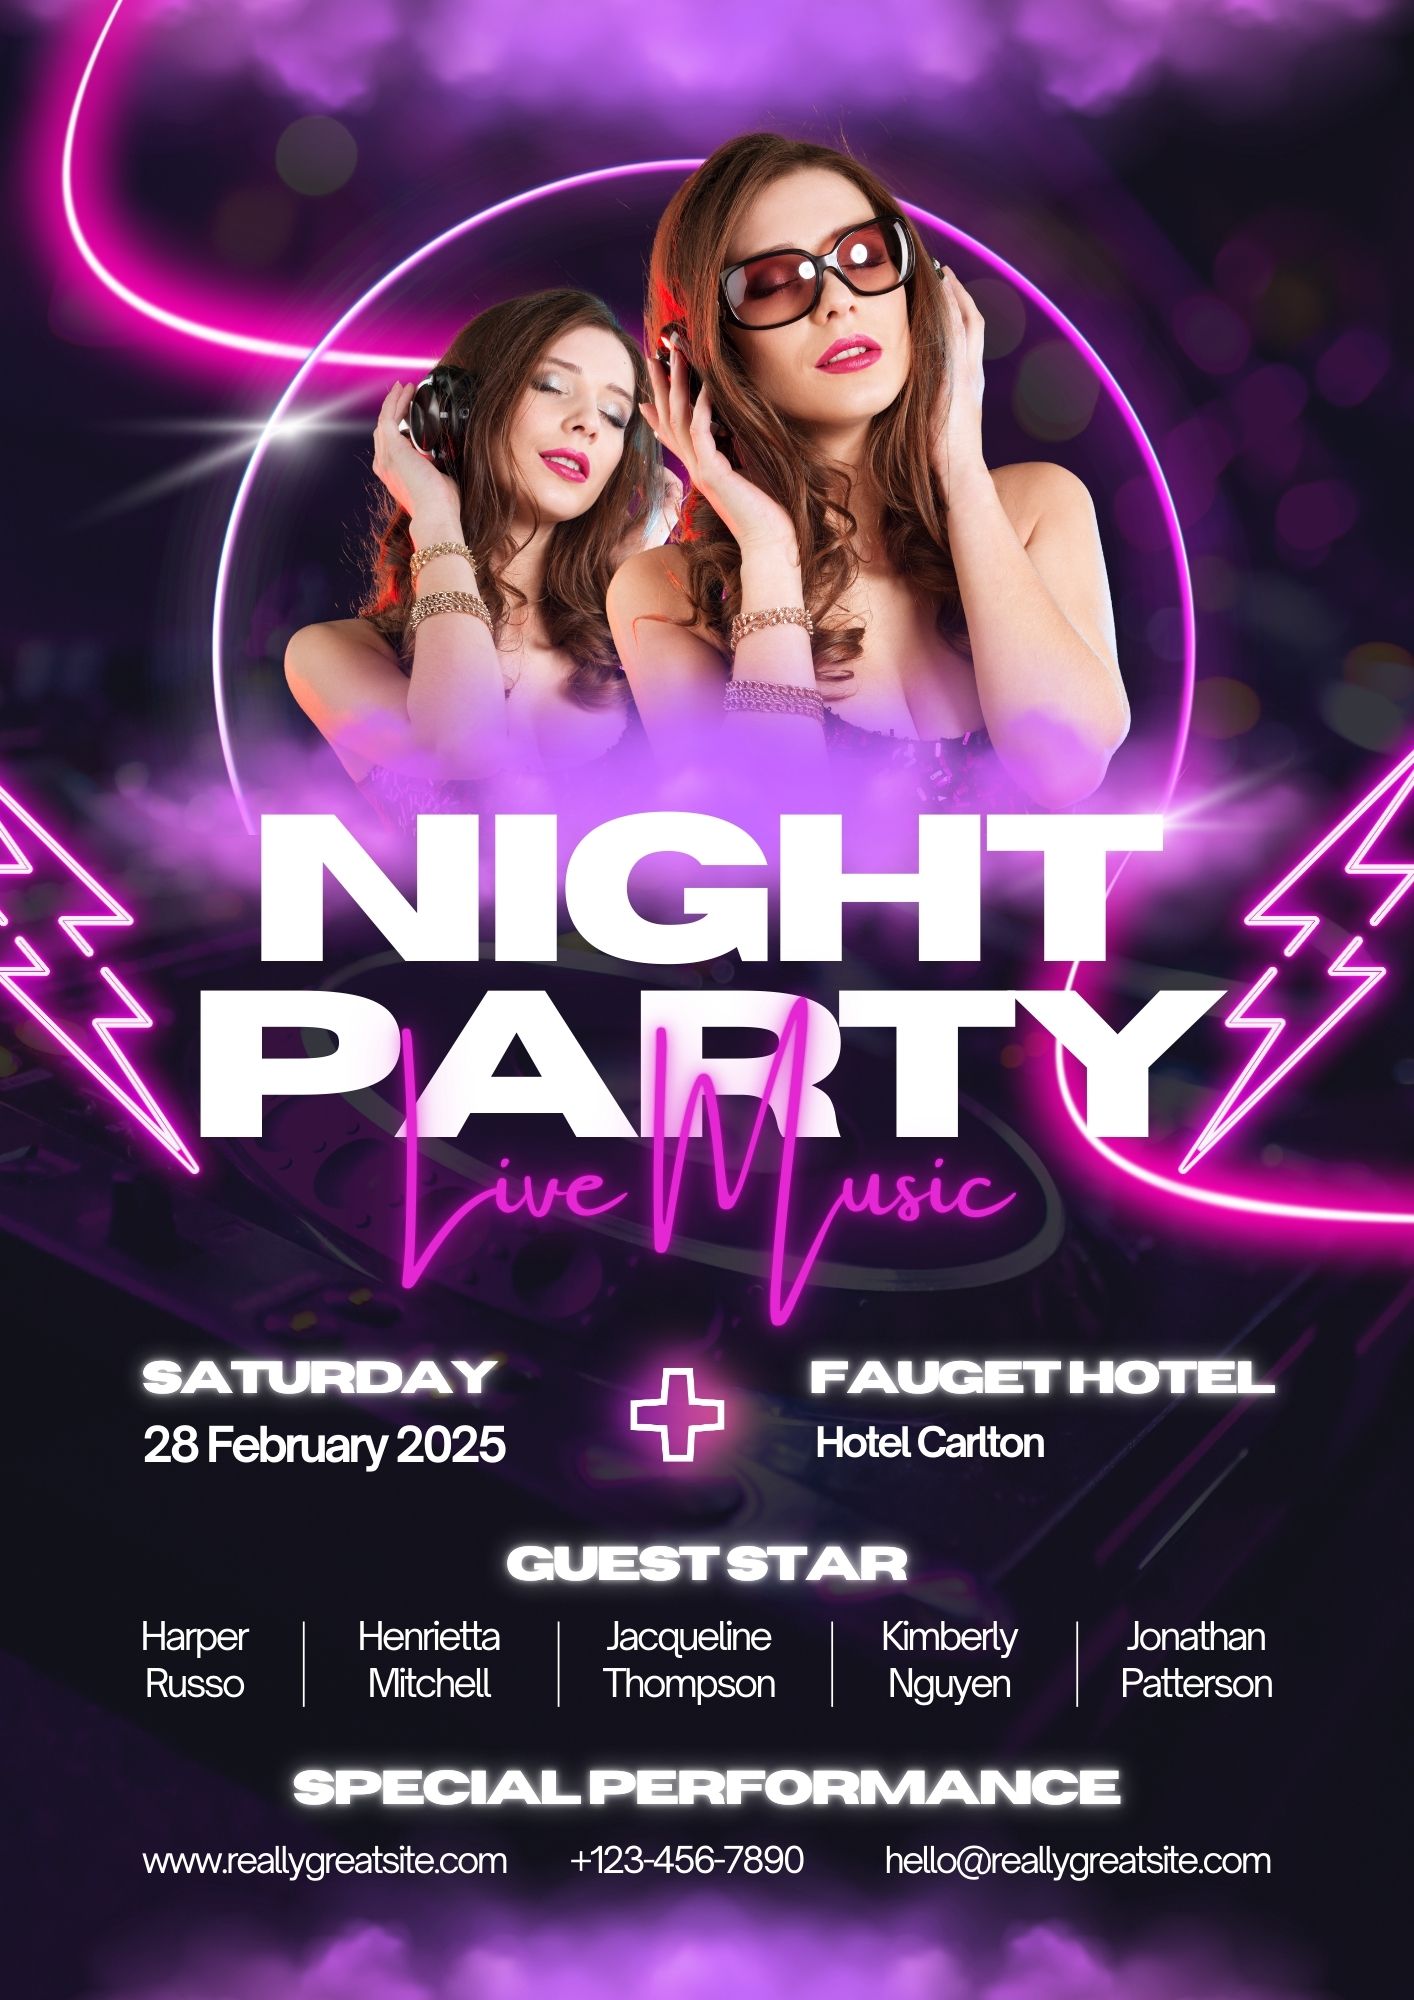 NIGHT
PARTY
Live Music
SATURDAY
28 February 2025
FAUGET HOTEL
Hotel Carlton
GUEST STAR
Harper
Russo
Henrietta
Mitchell
Jacqueline
Thompson
Kimberly
Nguyen
Jonathan
Patterson
SPECIAL PERFORMANCE
www.reallygreatsite.com
+123-456-7890
hello@reallygreatsite.com